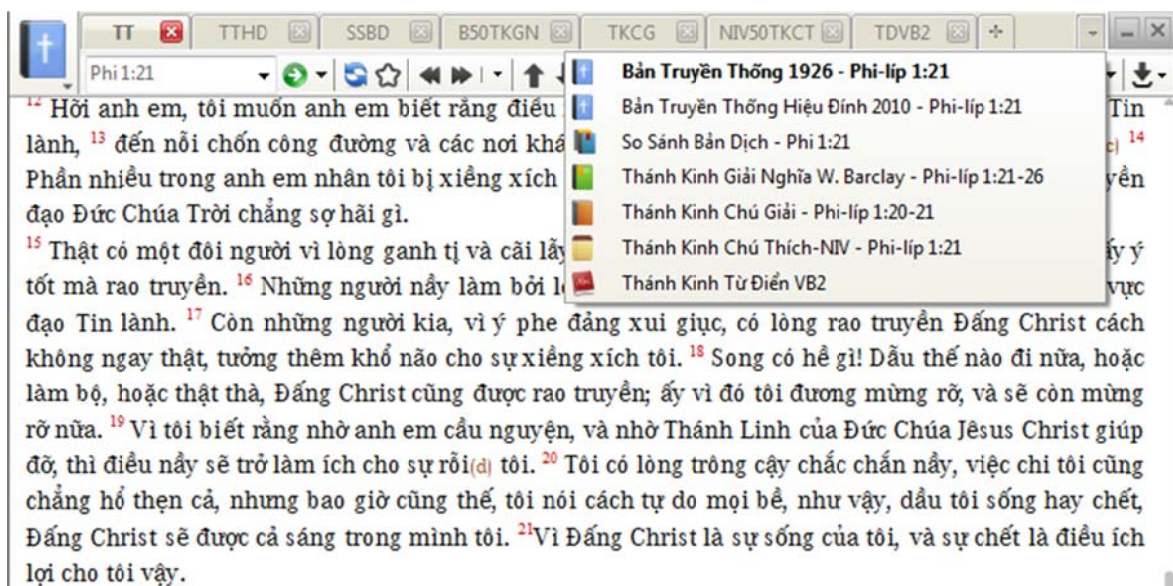 TT TTHD SSBD B50TKGN TKCG NIV50TKCT TDVB2
Phi 1:21
Bản Truyền Thống 1926 - Phi-líp 1:21
Bản Truyền Thống Hiệu Đính 2010 - Phi-líp 1:21
So Sánh Bản Dịch - Phi 1:21
Thánh Kinh Giải Nghĩa W. Barclay - Phi-líp 1:21-26
Thánh Kinh Chú Giải - Phi-líp 1:20-21
Thánh Kinh Chú Thích-NIV - Phi-líp 1:21
Thánh Kinh Từ Điển VB2
12 Hỡi anh em, tôi muốn anh em biết rằng điều Tin
lành, 13 đến nỗi chốn công đường và các nơi 14
Phần nhiều trong anh em nhân tôi bị xiềng xích
đạo Đức Chúa Trời chẳng sợ hãi gì.
15 Thật có một đôi người vì lòng ganh tị và cãi ý
tốt mà rao truyền. 16 Những người nầy làm bởi vực
đạo Tin lành. 17 Còn những người kia, vì ý phe đảng xui giục, có lòng rao truyền Đấng Christ cách
không ngay thật, tưởng thêm khổ não cho sự xiềng xích tôi. 18 Song có hề gì! Dẫu thế nào đi nữa, hoặc
làm bộ, hoặc thật thà, Đấng Christ cũng được rao truyền; ấy vì đó tôi đương mừng rỡ, và sẽ còn mừng
rỡ nữa. 19 Vì tôi biết rằng nhờ anh em cầu nguyện, và nhờ Thánh Linh của Đức Chúa Jêsus Christ giúp
đỡ, thì điều nầy sẽ trở làm ích cho sự rỗi(d) tôi. 20 Tôi có lòng trông cậy chắc chắn nầy, việc chi tôi cũng
chẳng hổ thẹn cả, nhưng bao giờ cũng thế, tôi nói cách tự do mọi bề, như vậy, dầu tôi sống hay chết,
Đấng Christ sẽ được cả sáng trong mình tôi. 21Vì Đấng Christ là sự sống của tôi, và sự chết là điều ích
lợi cho tôi vậy.